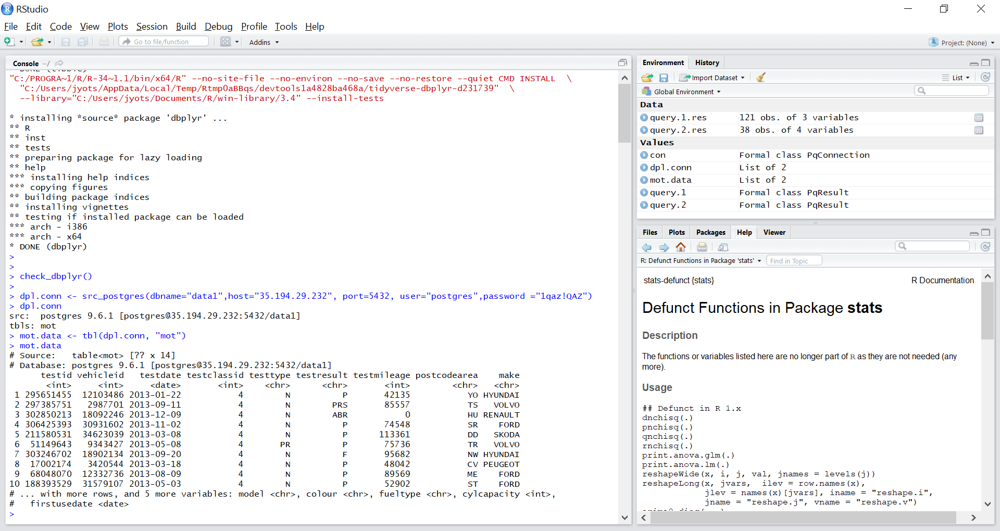 RStudio
File Edit Code View Plots Session Build Debug Profile Tools Help
Go to file/function Addins Project: (None)
Console ~/
"C:/PROGRA~1/R/R-34~1.1/bin/x64/R" --no-site-file --no-environ --no-save --no-restore --quiet CMD INSTALL \
"C:/Users/jyots/AppData/Local/Temp/RtmpOaBBqs/devtools1a4828ba468a/tidyverse-dbplyr-d231739" \
--library="C:/Users/jyots/Documents/R/win-library/3.4" --install-tests
* installing *source* package 'dbplyr' ...
** R
** inst
** tests
** preparing package for lazy loading
** help
*** installing help indices
*** copying figures
** building package indices
** installing vignettes
** testing if installed package can be loaded
*** arch - i386
*** arch - x64
* DONE (dbplyr)
>
>
> check_dbplyr()
>
> dpl.conn <- src_postgres(dbname="data1",host="35.194.29.232", port=5432, user="postgres",password ="1qaz!QAZ")
> dpl.conn
src: postgres 9.6.1 [postgres@35.194.29.232:5432/data1]
tbls: mot
> mot.data <- tbl(dpl.conn, "mot")
> mot.data
# Source: table<mot> [?? x 14]
# Database: postgres 9.6.1 [postgres@35.194.29.232:5432/data1]
testid vehicleid testdate testclassid testtype testresult testmileage postcodearea make
<int> <int> <date> <int> <chr> <chr> <int> <chr> <chr>
1 295651455 12103486 2013-01-22 4 N P 42135 YO HYUNDAI
2 297385751 2987701 2013-09-11 4 N PRS 85557 TS VOLVO
3 302850213 18092246 2013-12-09 4 N ABR 0 HU RENAULT
4 306425393 30931602 2013-11-02 4 N P 74548 SR FORD
5 211580531 34623039 2013-03-08 4 N P 113361 DD SKODA
6 51149643 9343427 2013-05-08 4 PR P 75736 TR VOLVO
7 303246702 18902134 2013-09-20 4 N F 95682 NW HYUNDAI
8 17002174 3420544 2013-03-18 4 N P 48042 CV PEUGEOT
9 68048070 12332736 2013-08-09 4 N P 89569 ME FORD
10 188393529 31579107 2013-05-03 4 N P 52902 ST FORD
# ... with more rows, and 5 more variables: model <chr>, colour <chr>, fueltype <chr>, cylcapacity <int>,
# firstusedate <date>
>
Environment History
Import Dataset List
Global Environment
Data
query.1.res 121 obs. of 3 variables
query.2.res 38 obs. of 4 variables
Values
con Formal class PqConnection
dpl.conn List of 2
mot.data List of 2
query.1 Formal class PqResult
query.2 Formal class PqResult
Files Plots Packages Help Viewer
R: Defunct Functions in Package 'stats' Find in Topic
stats-defunct {stats} R Documentation
Defunct Functions in Package stats
Description
The functions or variables listed here are no longer part of R as they are not needed (any
more).
Usage
## Defunct in R 1.x
dnchisq(.)
pnchisq(.)
qnchisq(.)
rnchisq(.)
print.anova.glm(.)
print.anova.lm(.)
reshapeWide(x, i, j, val, jnames = levels(j))
reshapeLong(x, jvars, ilev = row.names(x),
jlev = names(x)[jvars], iname = "reshape.i",
jname = "reshape.j", vname = "reshape.v")